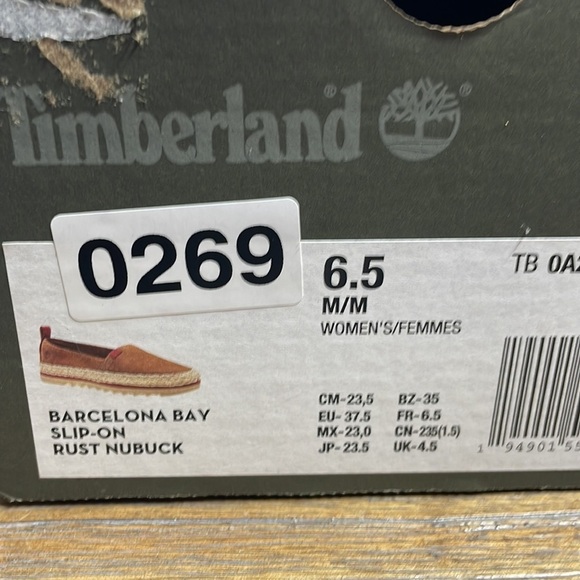 Timberland®®
0269
6.5
M/M
WOMEN'S/FEMMES
TB 0A2
CM-23,5 BZ-35
EU-37.5 FR-6.5
MX-23,0 CN-235(1.5)
JP-23.5 UK-4.5
BARCELONA BAY
SLIP-ON
RUST NUBUCK
1 94901 55